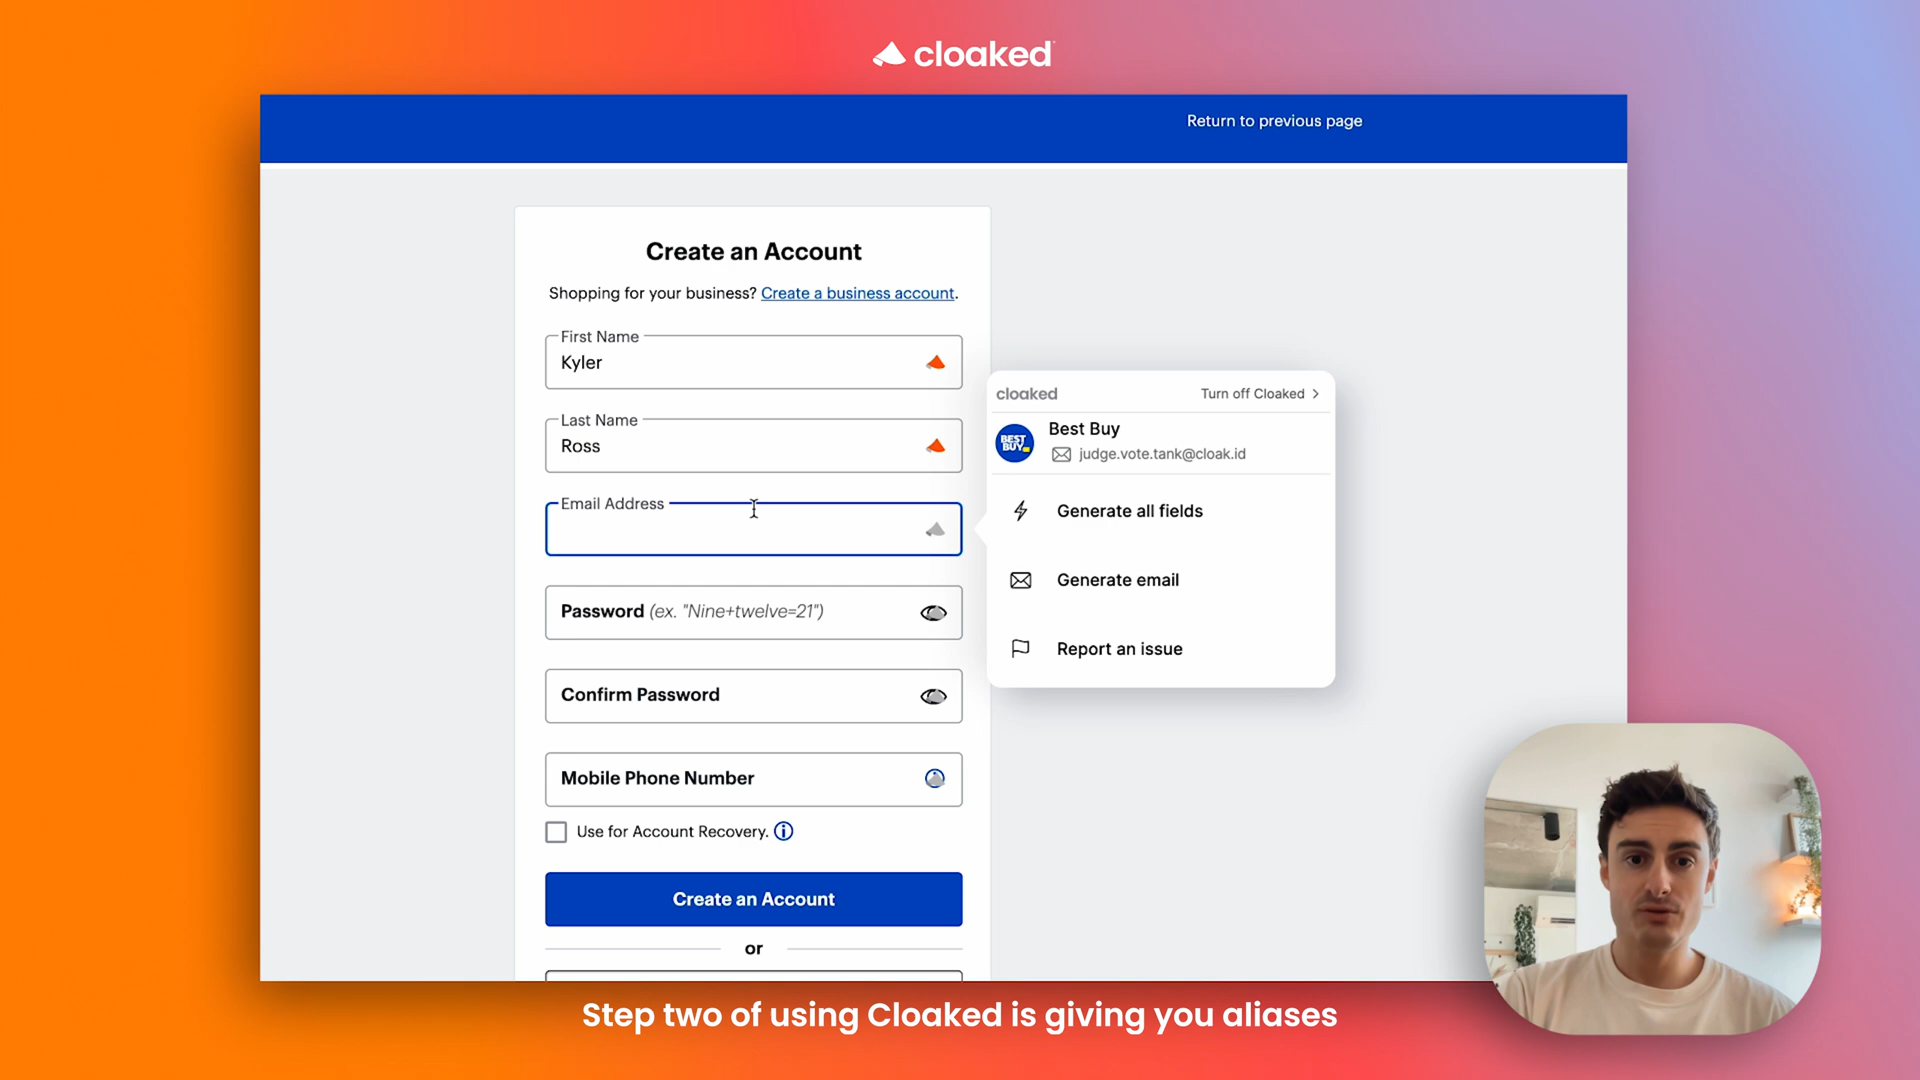 cloaked
Return to previous page
Create an Account
Shopping for your business? Create a business account.
First Name
Kyler
Last Name
Ross
Email Address
Password (ex. "Nine+twelve=21")
Confirm Password
Mobile Phone Number
Use for Account Recovery.
Create an Account
or
cloaked
Turn off Cloaked >
BEST BUY
Best Buy
judge.vote.tank@cloak.id
Generate all fields
Generate email
Report an issue
Step two of using Cloaked is giving you aliases